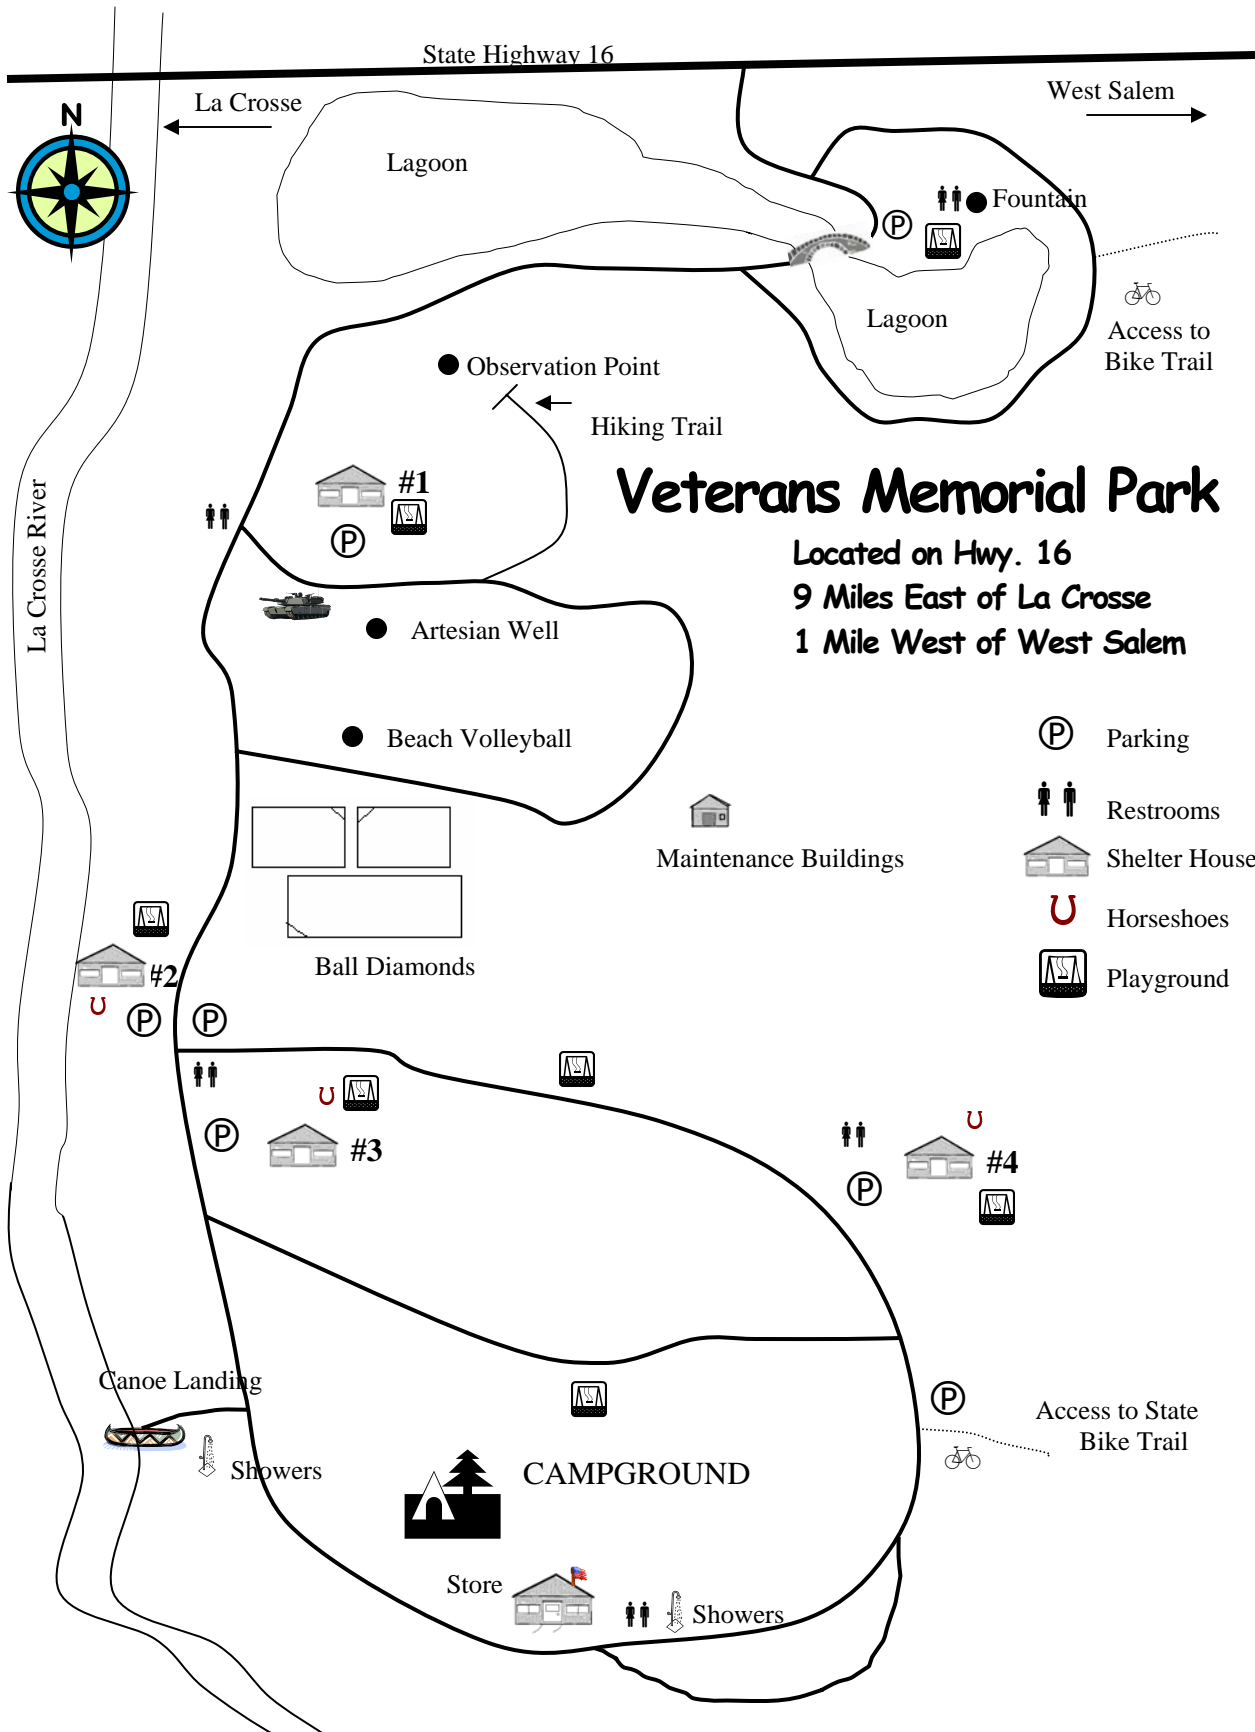 State Highway 16
N
La Crosse
West Salem
Lagoon
P
Fountain
Lagoon
Access to
Bike Trail
Observation Point
Hiking Trail
#1
P
Veterans Memorial Park
Located on Hwy. 16
9 Miles East of La Crosse
1 Mile West of West Salem
La Crosse River
Artesian Well
Beach Volleyball
P Parking
Restrooms
Maintenance Buildings
Shelter House
Horseshoes
Ball Diamonds
Playground
#2
P
P
P
#3
#4
P
Canoe Landing
P
Access to State
Bike Trail
Showers
CAMPGROUND
Store
Showers